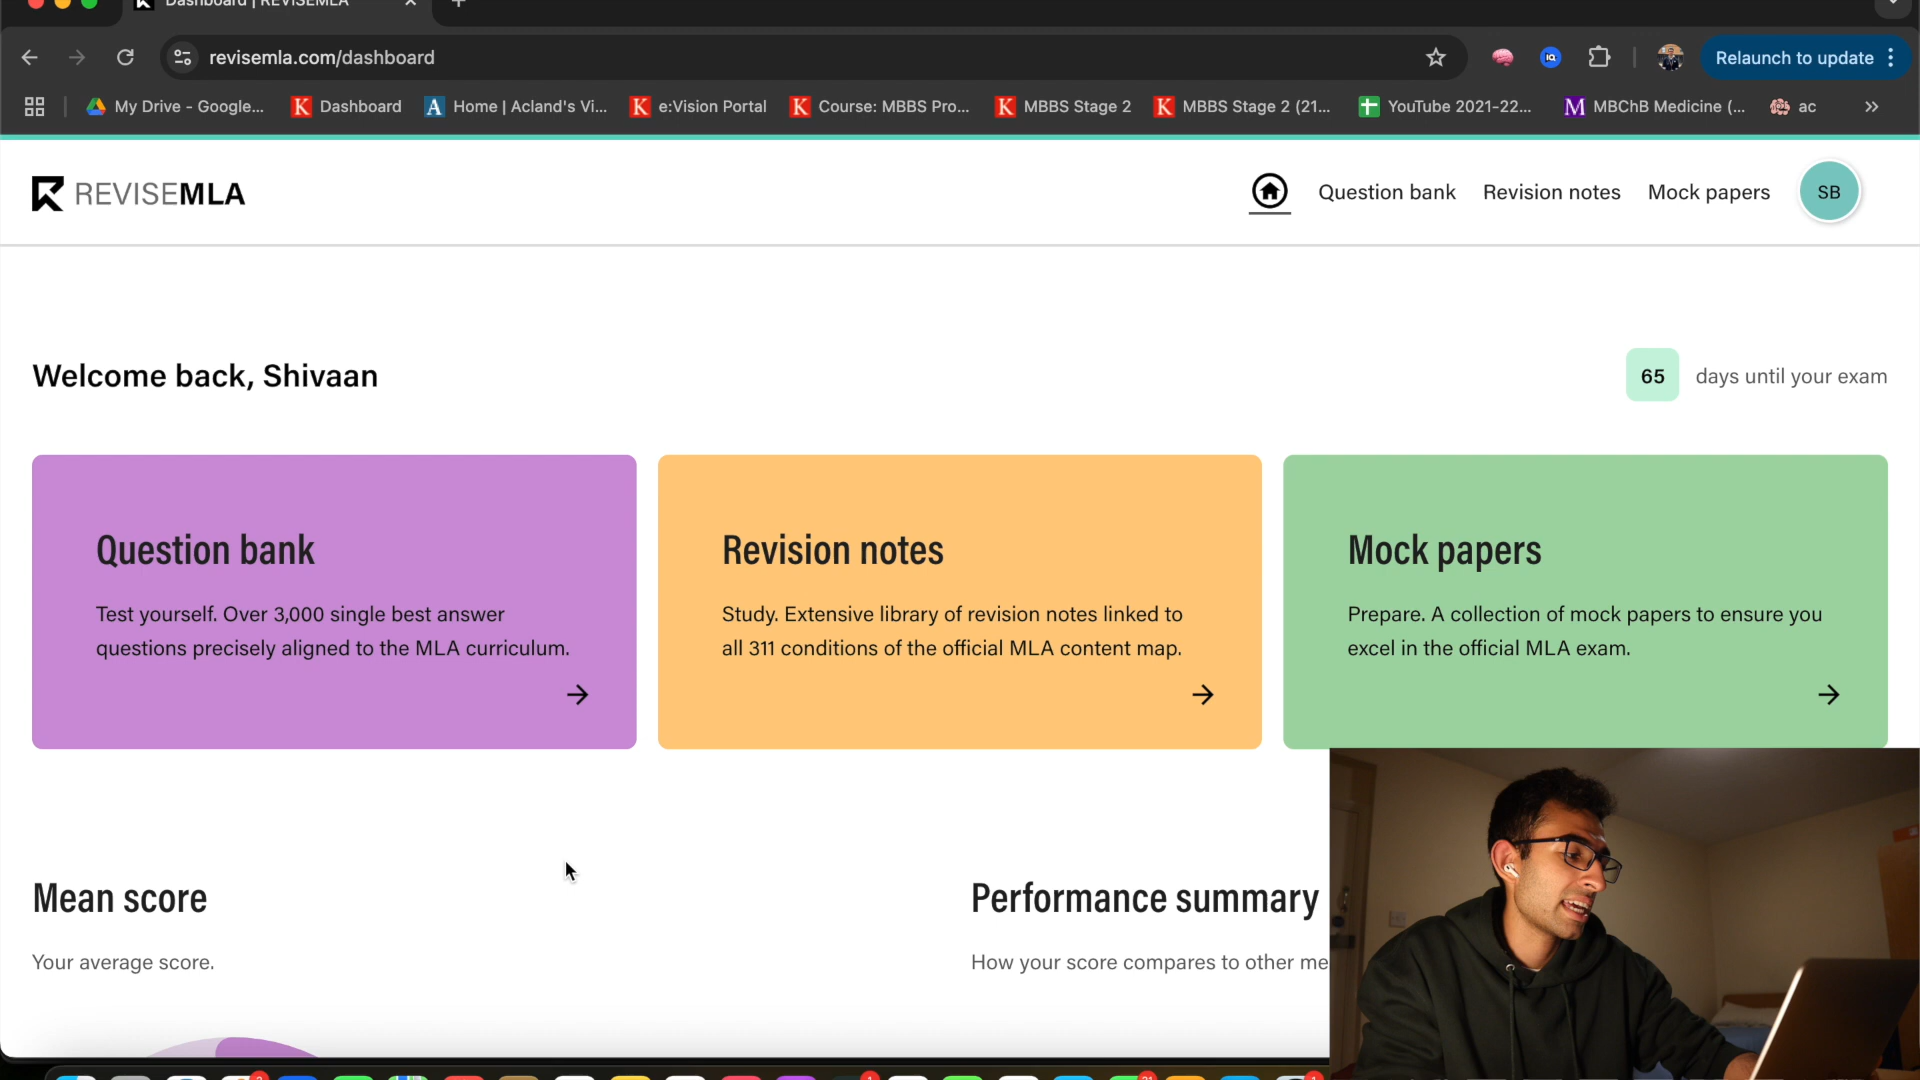 Dashboard | REVISEMLA
revisemla.com/dashboard
Relaunch to update
My Drive - Google...
Dashboard
Home | Acland's Vi...
e:Vision Portal
Course: MBBS Pro...
MBBS Stage 2
MBBS Stage 2 (21...
YouTube 2021-22...
MBChB Medicine (...
ac
REVISEMLA
Question bank
Revision notes
Mock papers
SB
Welcome back, Shivaan
65 days until your exam
Question bank
Test yourself. Over 3,000 single best answer
questions precisely aligned to the MLA curriculum.
Revision notes
Study. Extensive library of revision notes linked to
all 311 conditions of the official MLA content map.
Mock papers
Prepare. A collection of mock papers to ensure you
excel in the official MLA exam.
Mean score
Your average score.
Performance summary
How your score compares to other me